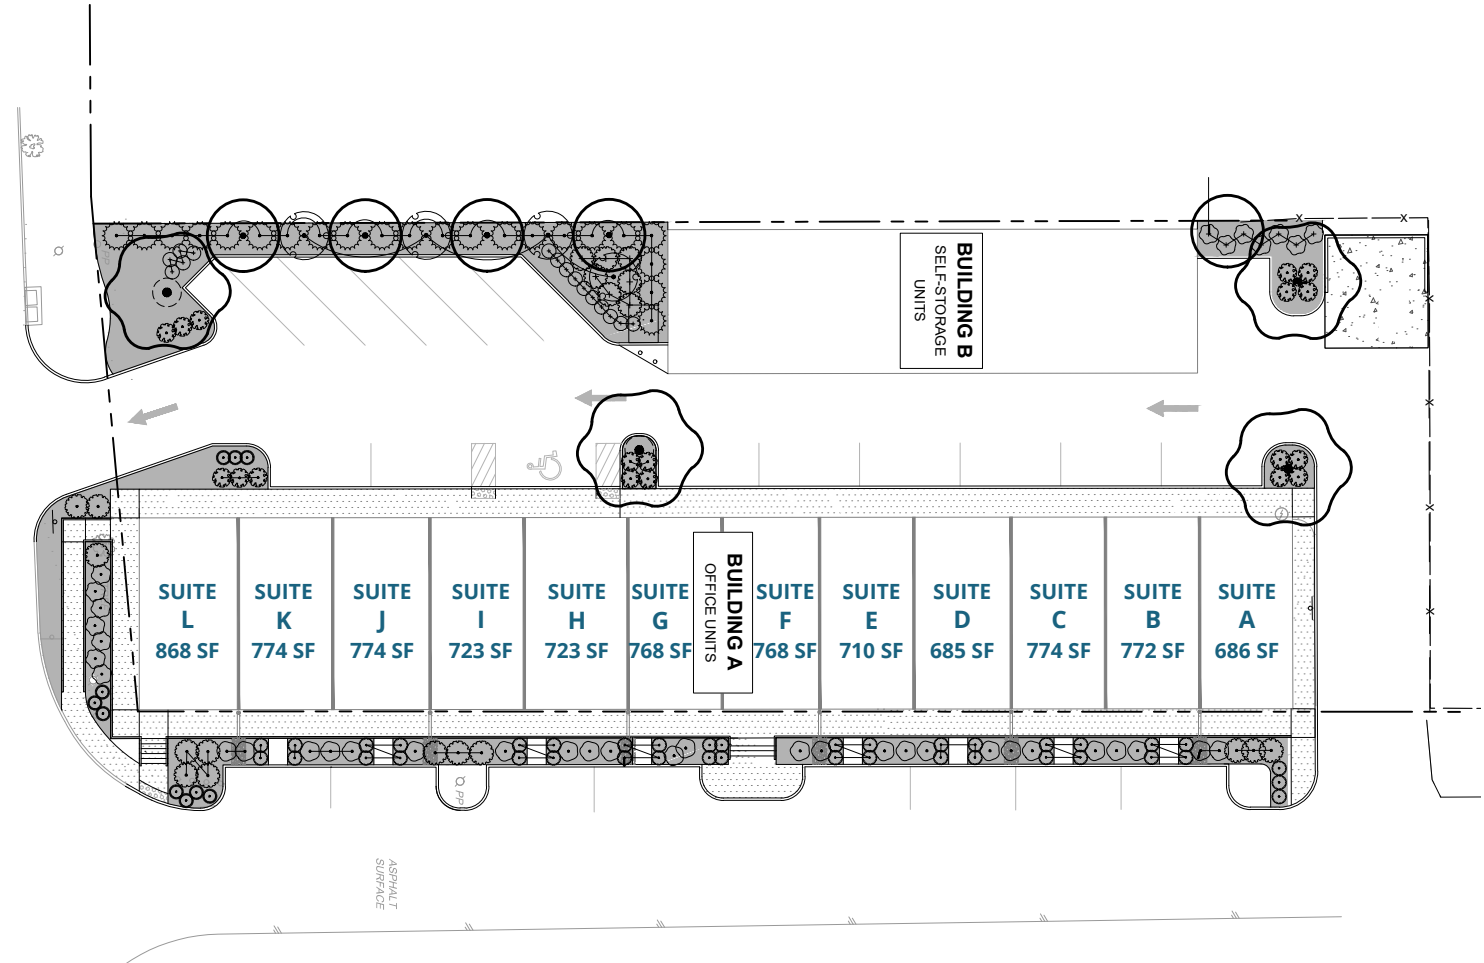 BUILDING B
SELF-STORAGE
UNITS
PP
SUITE
L
868 SF
SUITE
K
774 SF
SUITE
J
774 SF
SUITE
I
723 SF
SUITE
H
723 SF
SUITE
G
768 SF
BUILDING A
OFFICE UNITS
SUITE
F
768 SF
SUITE
E
710 SF
SUITE
D
685 SF
SUITE
C
774 SF
SUITE
B
772 SF
SUITE
A
686 SF
PP
ASPHALT
SURFACE